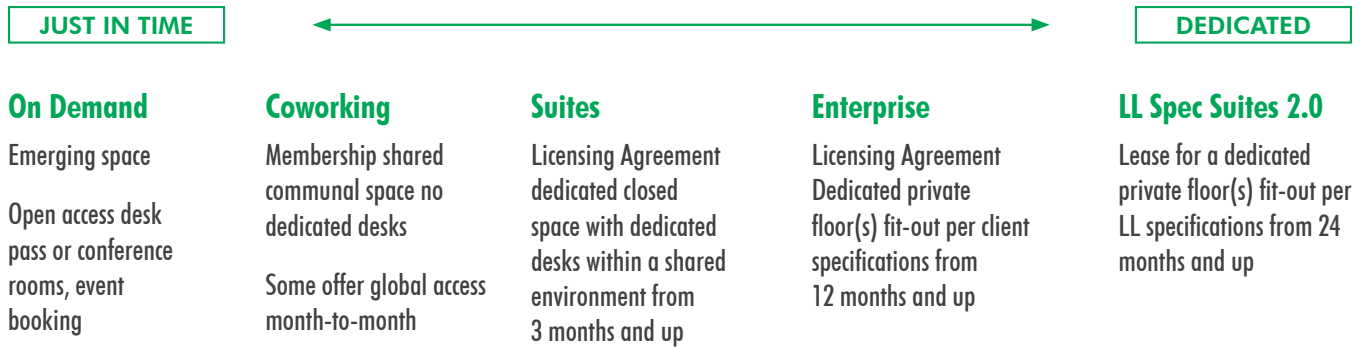 JUST IN TIME
DEDICATED
On Demand
Emerging space
Open access desk
pass or conference
rooms, event
booking
Coworking
Membership shared
communal space no
dedicated desks
Some offer global access
month-to-month
Suites
Licensing Agreement
dedicated closed
space with dedicated
desks within a shared
environment from
3 months and up
Enterprise
Licensing Agreement
Dedicated private
floor(s) fit-out per client
specifications from
12 months and up
LL Spec Suites 2.0
Lease for a dedicated
private floor(s) fit-out per
LL specifications from 24
months and up